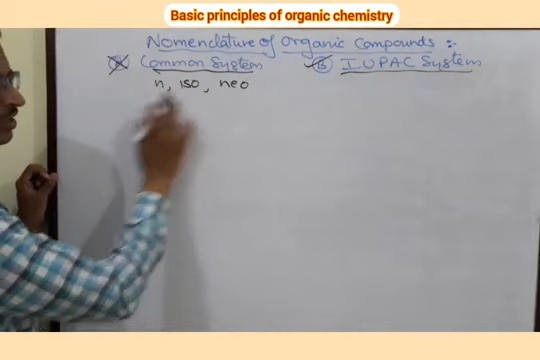 Basic principles of organic chemistry
Nomenclature of Organic Compounds :-
(A) Common System (B) IUPAC System
n, iso, neo